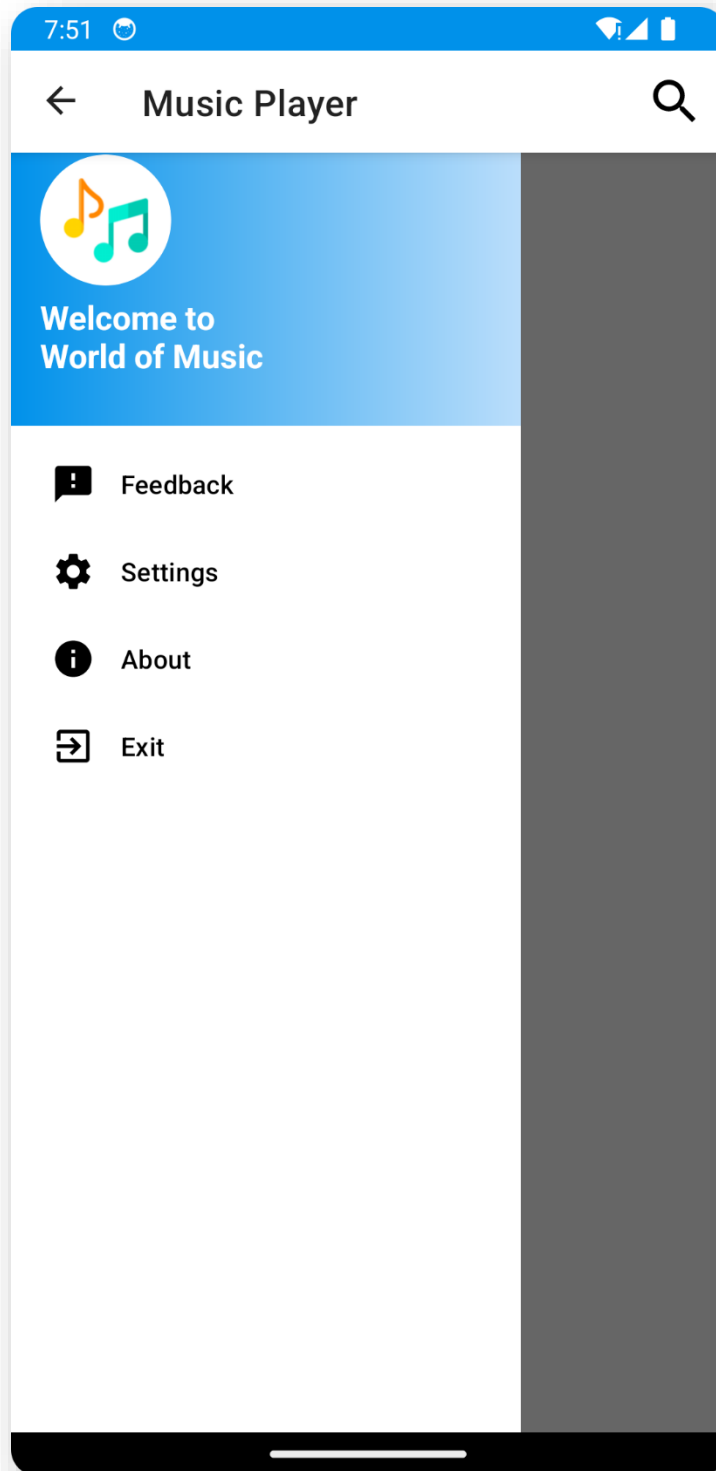 7:51
Music Player
Welcome to
World of Music
Feedback
Settings
About
Exit